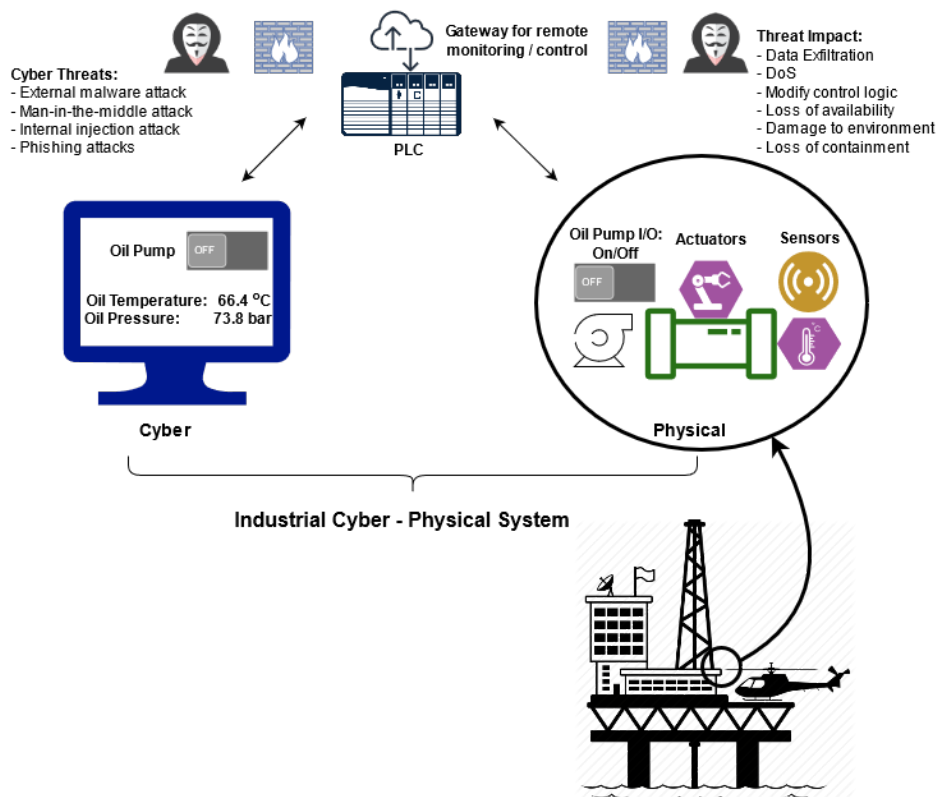 Gateway for remote
monitoring / control
Cyber Threats:
- External malware attack
- Man-in-the-middle attack
- Internal injection attack
- Phishing attacks
Threat Impact:
- Data Exfiltration
- DoS
- Modify control logic
- Loss of availability
- Damage to environment
- Loss of containment
C
PLC
Oil Pump
OFF
Oil Temperature: 66.4 °C
Oil Pressure: 73.8 bar
Cyber
Oil Pump I/O:
On/Off
OFF
Actuators
Sensors
°C
Physical
Industrial Cyber - Physical System